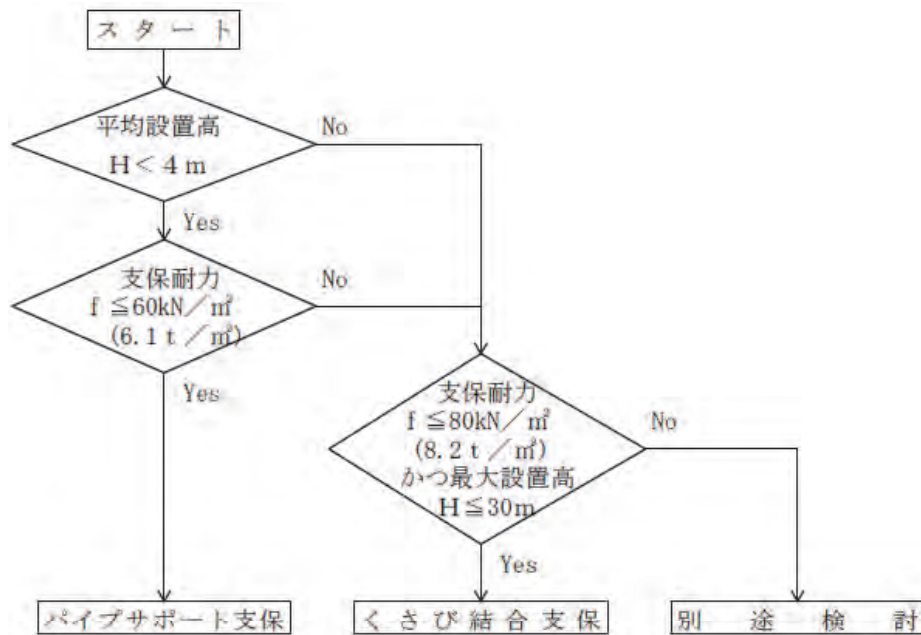 スタート
平均設置高
H＜4m
No
Yes
支保耐力
f≦60kN／㎡
(6.1t／㎡)
No
Yes
支保耐力
f≦80kN／㎡
(8.2t／㎡)
かつ最大設置高
H≦30m
No
Yes
パイプサポート支保
くさび結合支保
別途検討